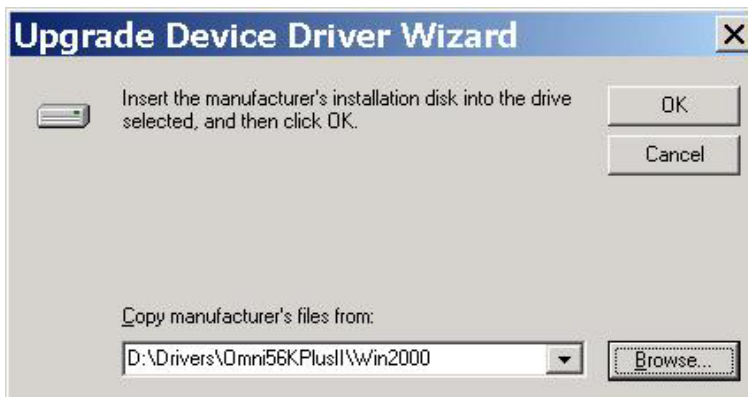 Upgrade Device Driver Wizard
Insert the manufacturer's installation disk into the drive
selected, and then click OK.
OK
Cancel
Copy manufacturer's files from:
D:\Drivers\Omni56KPlusII\Win2000
Browse...